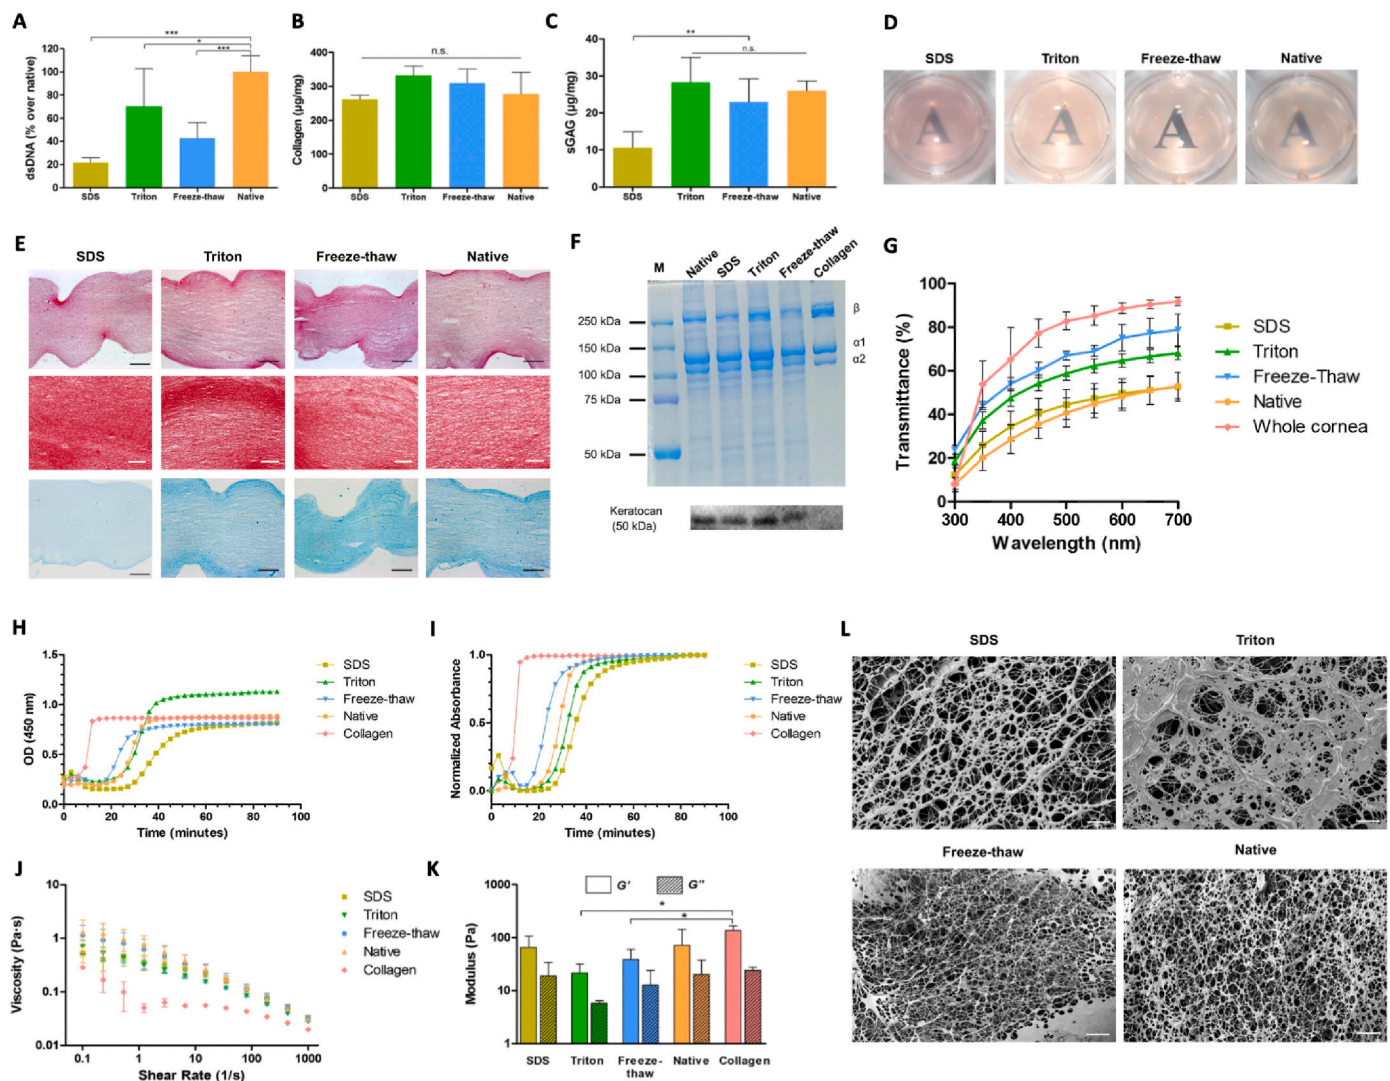 A
***
*
***
dsDNA (% over native)
120
100
80
60
40
20
0
SDS
Triton
Freeze-thaw
Native
B
n.s.
Collagen (µg/mg)
400
300
200
100
0
SDS
Triton
Freeze-thaw
Native
C
**
n.s.
sGAG (µg/mg)
40
30
20
10
0
SDS
Triton
Freeze-thaw
Native
D
SDS
Triton
Freeze-thaw
Native
A
A
A
A
E
SDS
Triton
Freeze-thaw
Native
F
M
Native
SDS
Triton
Freeze-thaw
Collagen
250 kDa
150 kDa
100 kDa
75 kDa
50 kDa
β
α1
α2
Keratocan
(50 kDa)
G
Transmittance (%)
100
80
60
40
20
0
300
400
500
600
700
Wavelength (nm)
SDS
Triton
Freeze-Thaw
Native
Whole cornea
H
OD (450 nm)
1.5
1.0
0.5
0.0
0
20
40
60
80
100
Time (minutes)
SDS
Triton
Freeze-thaw
Native
Collagen
I
Normalized Absorbance
1.0
0.5
0.0
0
20
40
60
80
100
Time (minutes)
SDS
Triton
Freeze-thaw
Native
Collagen
J
Viscosity (Pa·s)
10
1
0.1
0.01
0.1
1
10
100
1000
Shear Rate (1/s)
SDS
Triton
Freeze-thaw
Native
Collagen
K
G'
G''
*
*
Modulus (Pa)
1000
100
10
1
SDS
Triton
Freeze-
thaw
Native
Collagen
L
SDS
Triton
Freeze-thaw
Native